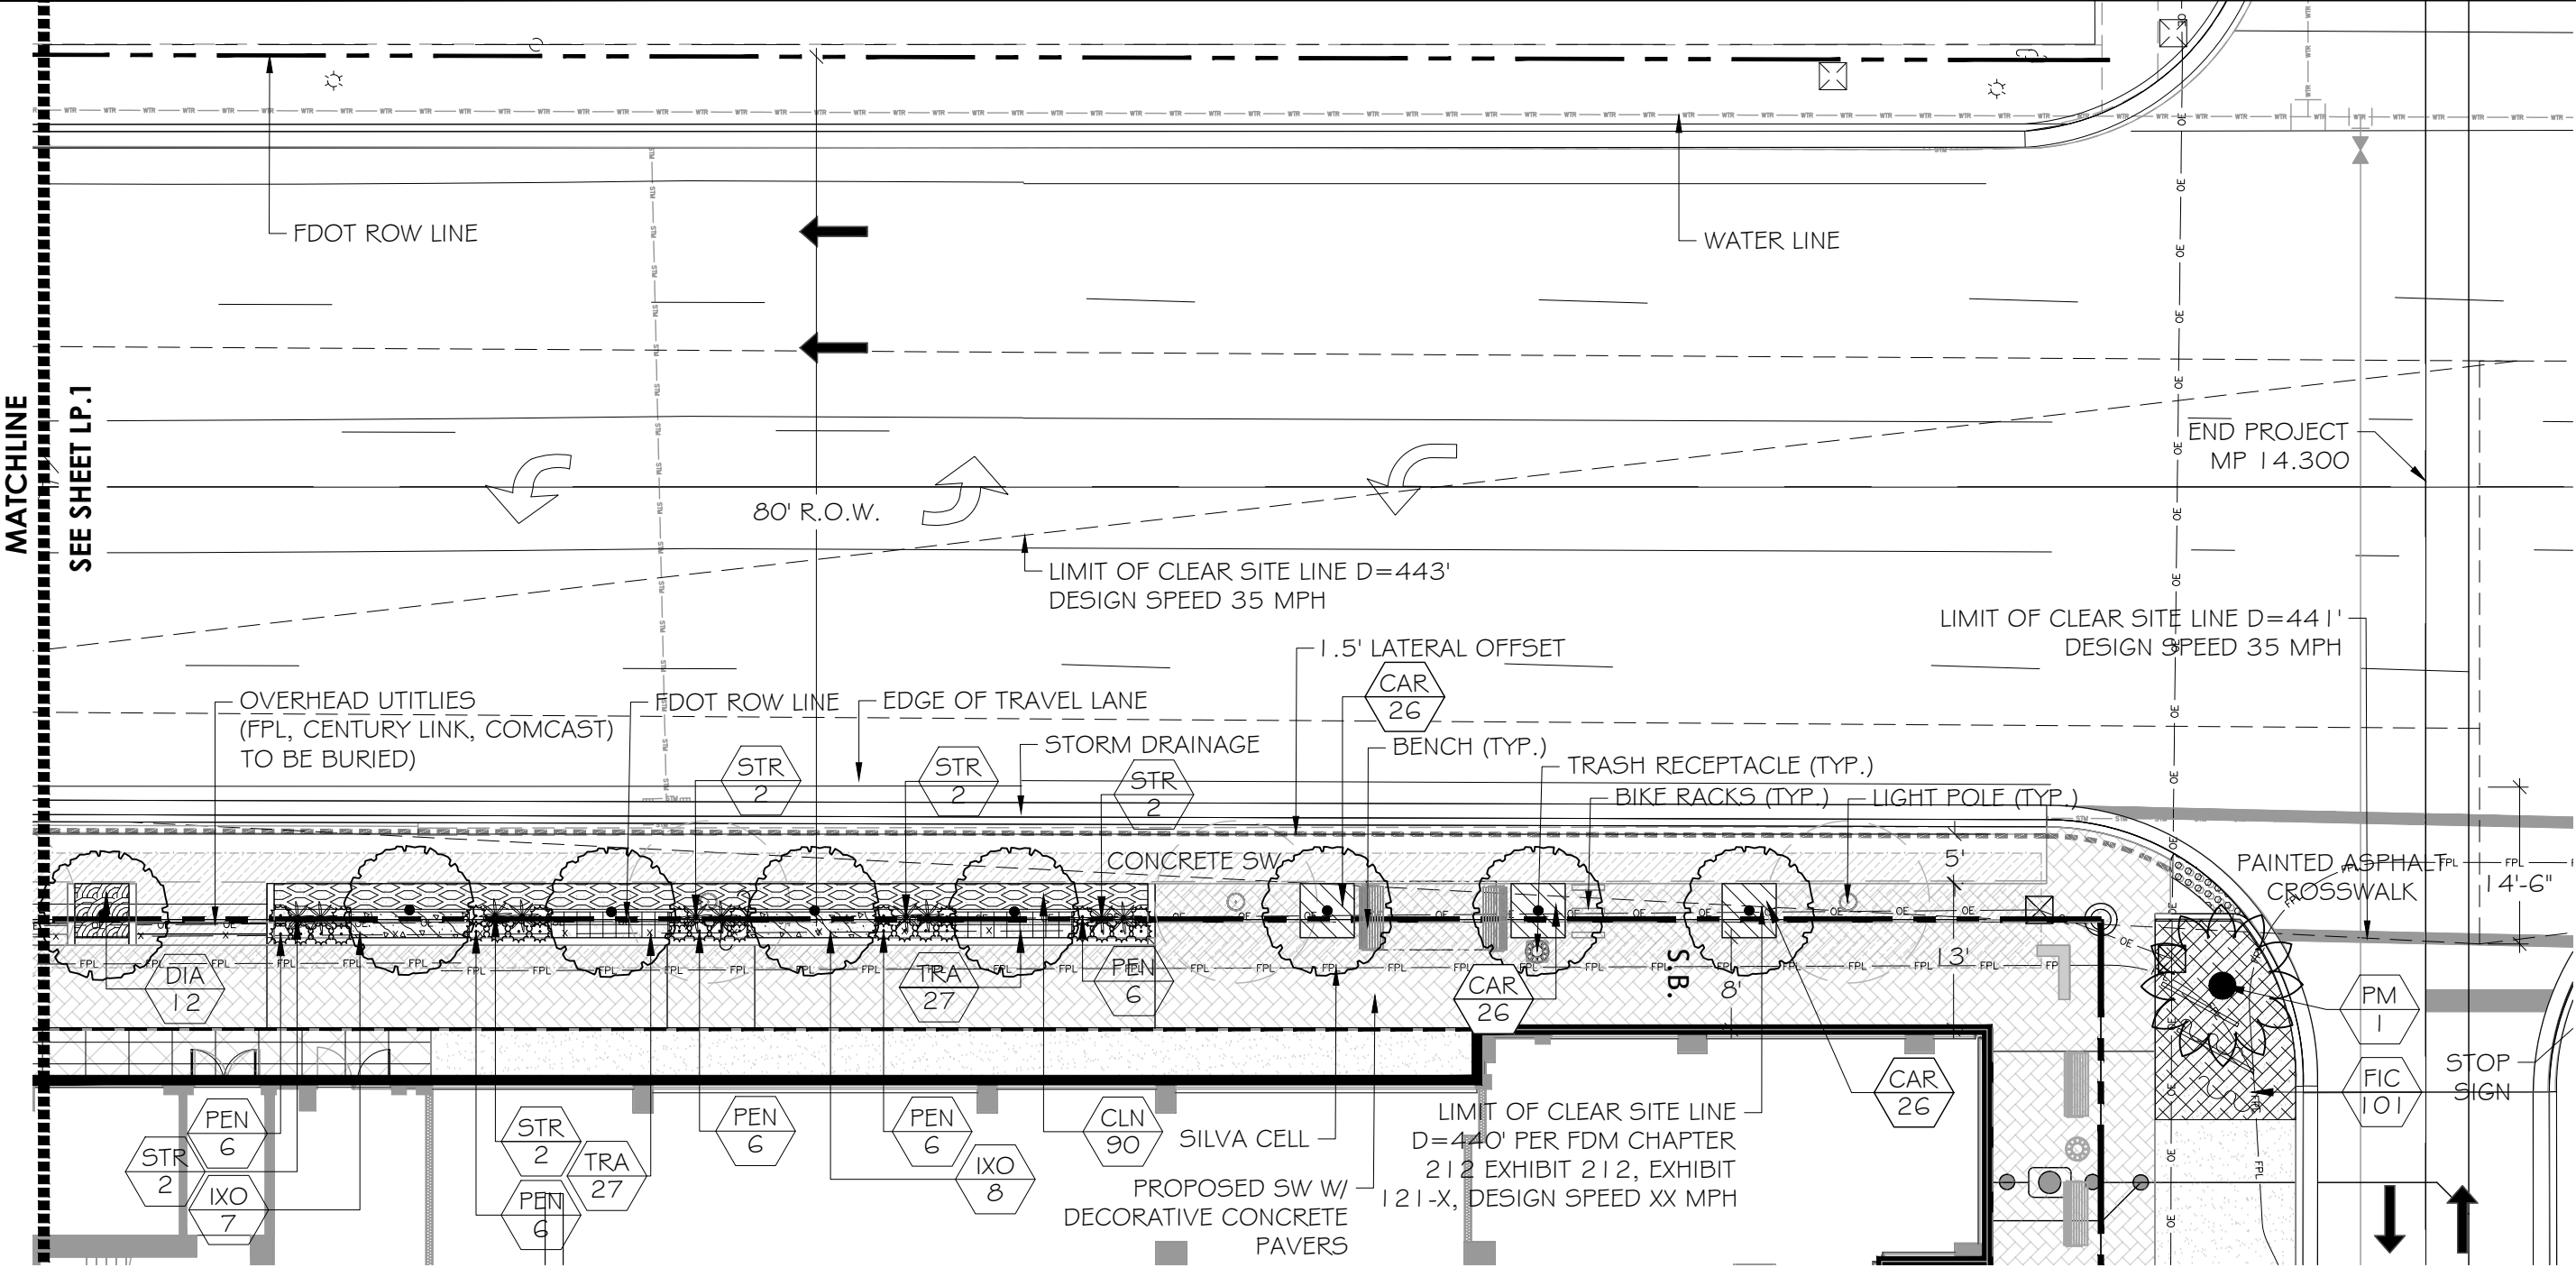 MATCHLINE
SEE SHEET LP.1
FDOT ROW LINE
WATER LINE
80' R.O.W.
END PROJECT
MP 14.300
LIMIT OF CLEAR SITE LINE D=443'
DESIGN SPEED 35 MPH
LIMIT OF CLEAR SITE LINE D=441'
DESIGN SPEED 35 MPH
1.5' LATERAL OFFSET
CAR
26
OVERHEAD UTITLIES
(FPL, CENTURY LINK, COMCAST)
TO BE BURIED)
FDOT ROW LINE
EDGE OF TRAVEL LANE
STORM DRAINAGE
BENCH (TYP.)
TRASH RECEPTACLE (TYP.)
BIKE RACKS (TYP.)
LIGHT POLE (TYP.)
STR
2
STR
2
STR
2
CONCRETE SW
5'
PAINTED ASPHALT
CROSSWALK
14'-6"
13'
8'
S.B.
DIA
12
TRA
27
PEN
6
CAR
26
PM
1
FIC
101
STOP
SIGN
CAR
26
PEN
6
STR
2
IXO
7
STR
2
PEN
6
TRA
27
PEN
6
PEN
6
IXO
8
CLN
90
SILVA CELL
PROPOSED SW W/
DECORATIVE CONCRETE
PAVERS
LIMIT OF CLEAR SITE LINE
D=440' PER FDM CHAPTER
212 EXHIBIT 212, EXHIBIT
121-X, DESIGN SPEED XX MPH